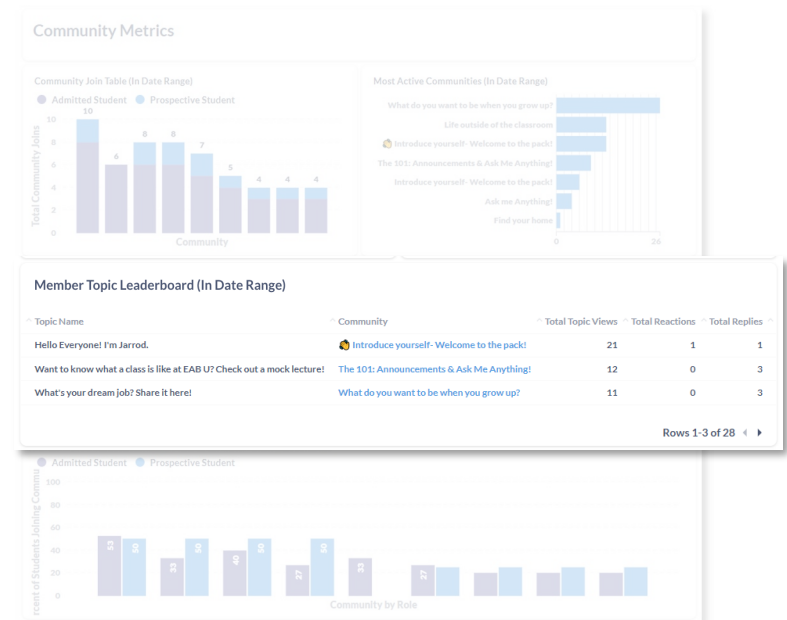 Community Metrics
Community Join Table (In Date Range)
Admitted Student Prospective Student
10
10
8
6
4
2
0
Total Community Joins
6
8
8
7
5
4
4
4
Community
Most Active Communities (In Date Range)
What do you want to be when you grow up?
Life outside of the classroom
👋 Introduce yourself- Welcome to the pack!
The 101: Announcements & Ask Me Anything!
Introduce yourself- Welcome to the pack!
Ask me Anything!
Find your home
0 26
Member Topic Leaderboard (In Date Range)
Topic Name Community Total Topic Views Total Reactions Total Replies
Hello Everyone! I'm Jarrod. 👋 Introduce yourself- Welcome to the pack! 21 1 1
Want to know what a class is like at EAB U? Check out a mock lecture! The 101: Announcements & Ask Me Anything! 12 0 3
What's your dream job? Share it here! What do you want to be when you grow up? 11 0 3
Rows 1-3 of 28
Admitted Student Prospective Student
100
80
60
40
20
0
rcent of Students Joining Commu
53 50 33 50 40 50 27 50 33 27
Community by Role